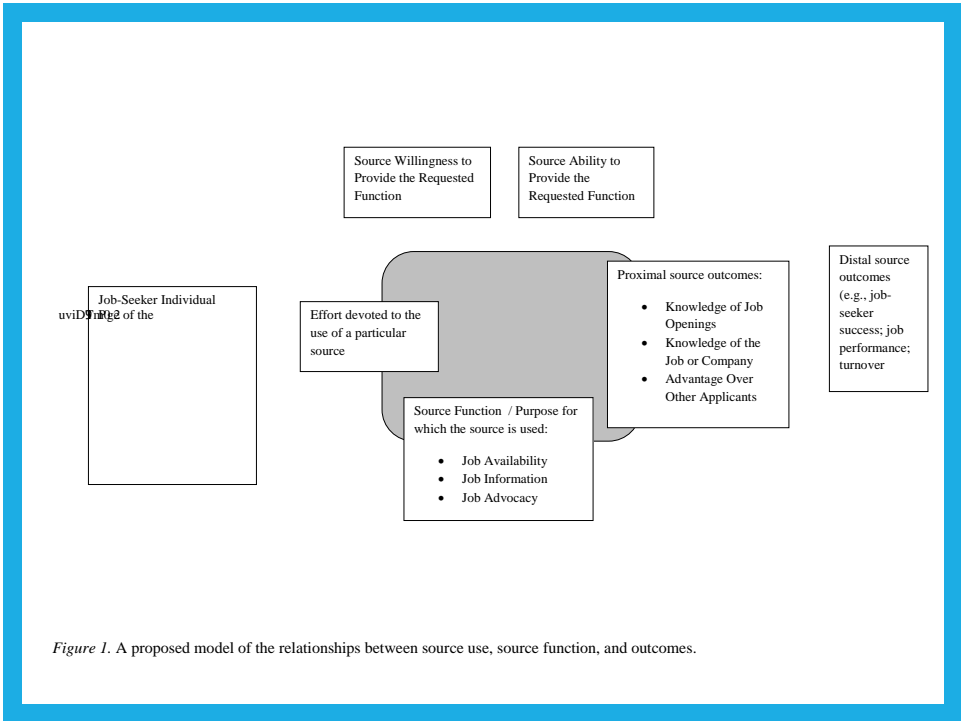 Source Willingness to
Provide the Requested
Function
Source Ability to
Provide the
Requested Function
Job-Seeker Individual
of the
Effort devoted to the
use of a particular
source
Source Function / Purpose for
which the source is used:
• Job Availability
• Job Information
• Job Advocacy
Proximal source outcomes:
• Knowledge of Job
Openings
• Knowledge of the
Job or Company
• Advantage Over
Other Applicants
Distal source
outcomes
(e.g., job-
seeker
success; job
performance;
turnover
Figure 1. A proposed model of the relationships between source use, source function, and outcomes.